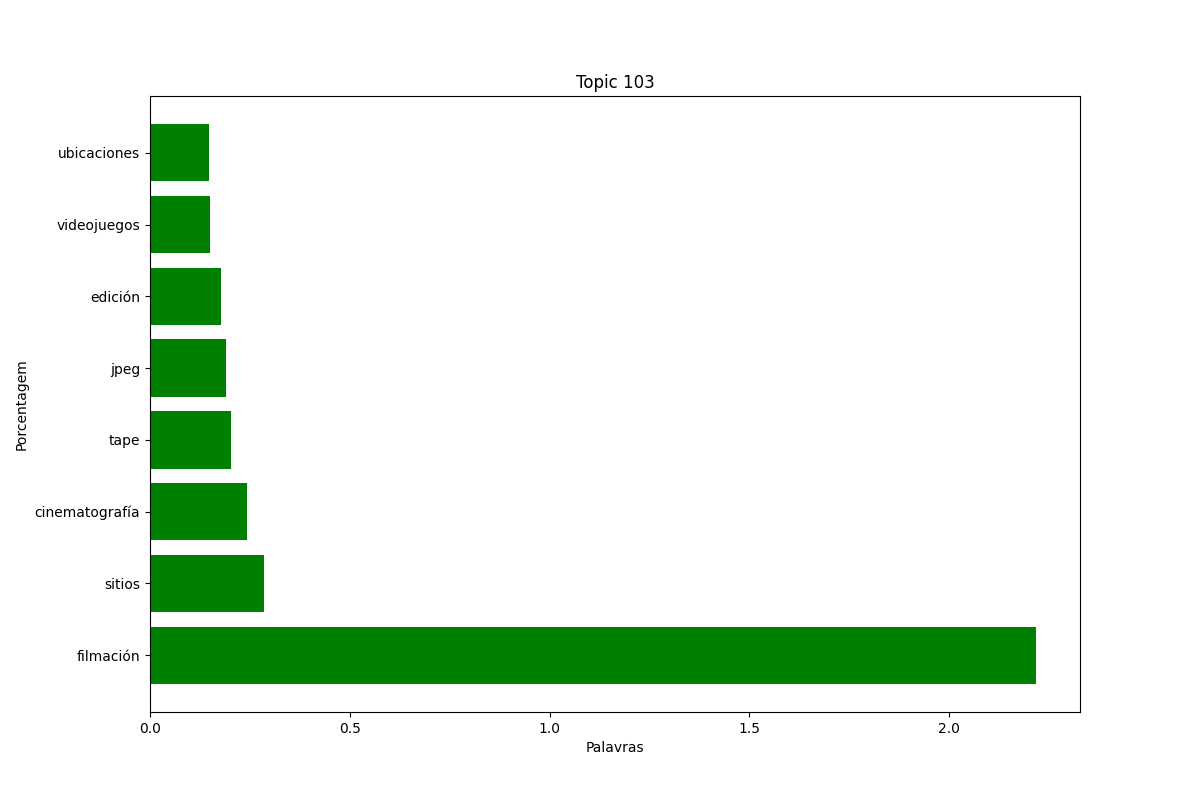 Topic 103
ubicaciones
videojuegos
edición
jpeg
tape
cinematografía
sitios
filmación
Porcentagem
0.0 0.5 1.0 1.5 2.0
Palavras